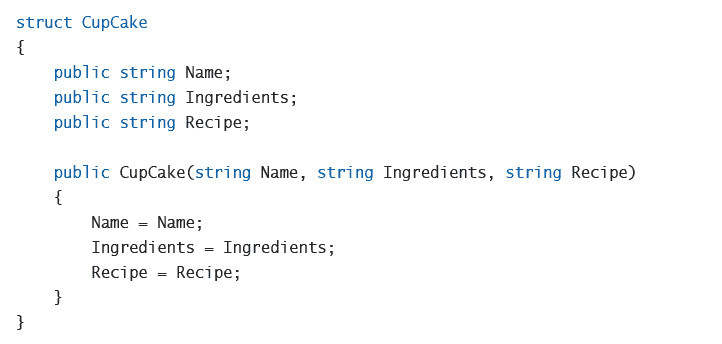 struct CupCake
{
    public string Name;
    public string Ingredients;
    public string Recipe;

    public CupCake(string Name, string Ingredients, string Recipe)
    {
        Name = Name;
        Ingredients = Ingredients;
        Recipe = Recipe;
    }
}